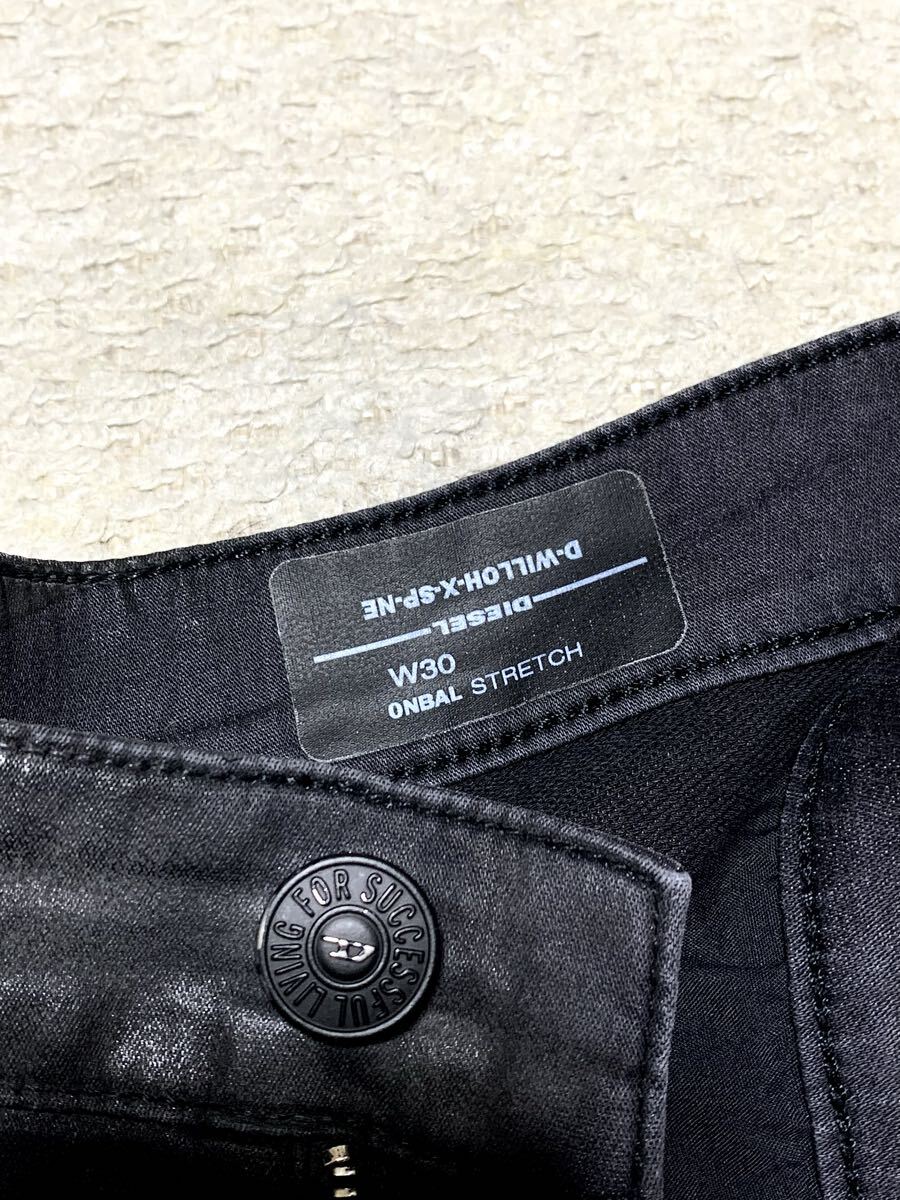 D-WILLOH-X-SP-NE
DIESEL
W30
0NBAL STRETCH
FOR SUCCESSFUL LIVING
D